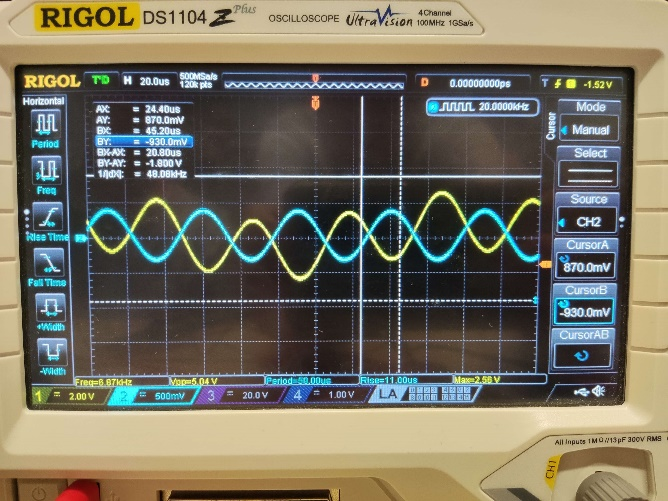 RIGOL DS1104 Z Plus OSCILLOSCOPE UltraVision 4 Channel 100MHz 1GSa/s
RIGOL T'D H 20.0us 500MSa/s 120k pts D 0.00000000ps T -1.52V
Horizontal
Period
Freq
Rise Time
Fall Time
+Width
-Width
AX: = 24.40us
AY: = 870.0mV
BX: = 45.20us
BY: = -930.0mV
BX-AX: = 20.80us
BY-AY: = -1.800 V
1/|dX|: = 48.08kHz
20.0000kHz
Cursor
Mode
Manual
Select
Source
CH2
CursorA
870.0mV
CursorB
-930.0mV
CursorAB
Freq=6.67kHz Vpp=5.04 V Period=50.00us Rise=11.00us Max=2.56 V
1 2.00 V 2 500mV 3 20.0 V 4 1.00 V LA
All Inputs 1MΩ//13pF 300V RMS
CH1